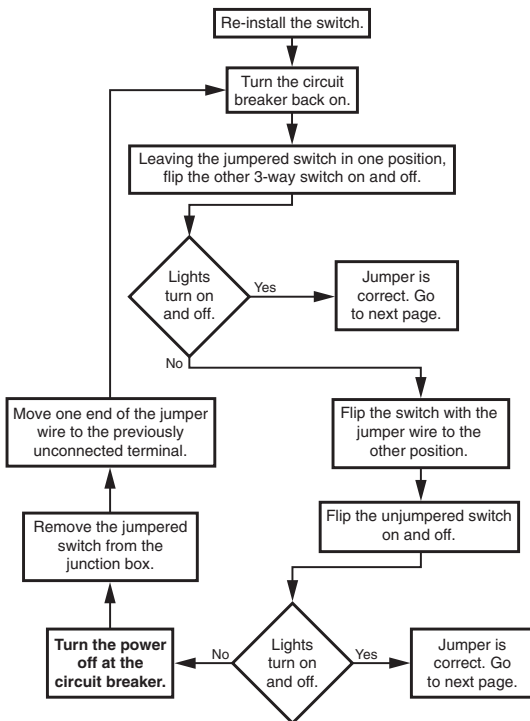 Re-install the switch.
Turn the circuit
breaker back on.
Leaving the jumpered switch in one position,
flip the other 3-way switch on and off.
Lights
turn on
and off.
Yes
Jumper is
correct. Go
to next page.
No
Flip the switch with the
jumper wire to the
other position.
Flip the unjumpered switch
on and off.
Lights
turn on
and off.
Yes
Jumper is
correct. Go
to next page.
No
Turn the power
off at the
circuit breaker.
Remove the jumpered
switch from the
junction box.
Move one end of the jumper
wire to the previously
unconnected terminal.